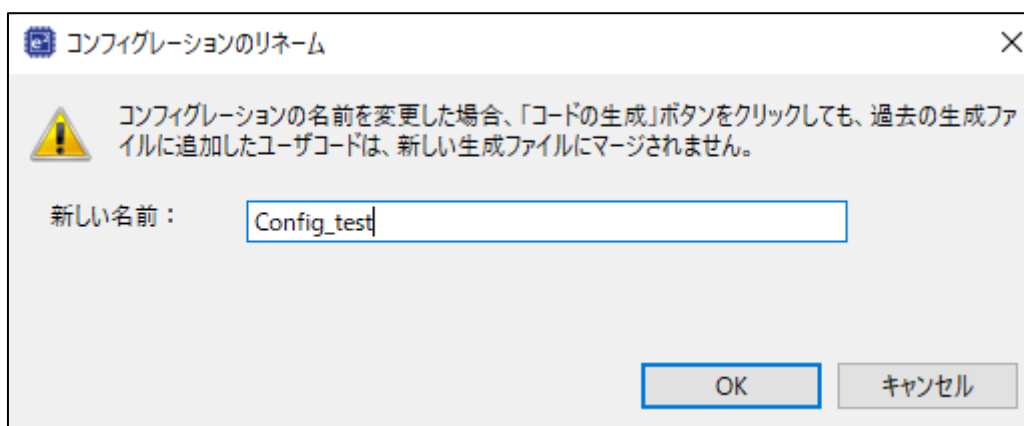 コンフィグレーションのリネーム
コンフィグレーションの名前を変更した場合、「コードの生成」ボタンをクリックしても、過去の生成ファ
イルに追加したユーザコードは、新しい生成ファイルにマージされません。
新しい名前：
Config_test
OK
キャンセル